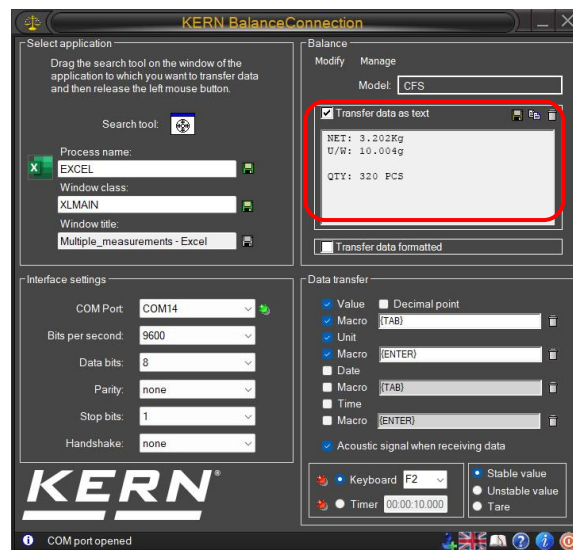 KERN BalanceConnection
Select application
Drag the search tool on the window of the
application to which you want to transfer data
and then release the left mouse button.
Search tool:
Process name:
EXCEL
Window class:
XLMAIN
Window title:
Multiple_measurements - Excel
Balance
Modify Manage
Model: CFS
Transfer data as text
NET: 3.202Kg
U/W: 10.004g
QTY: 320 PCS
Transfer data formatted
Interface settings
COM Port: COM14
Bits per second: 9600
Data bits: 8
Parity: none
Stop bits: 1
Handshake: none
Data transfer
Value Decimal point
Macro {TAB}
Unit
Macro {ENTER}
Date
Macro {TAB}
Time
Macro {ENTER}
Acoustic signal when receiving data
Keyboard F2
Timer 00:00:10.000
Stable value
Unstable value
Tare
KERN®
COM port opened